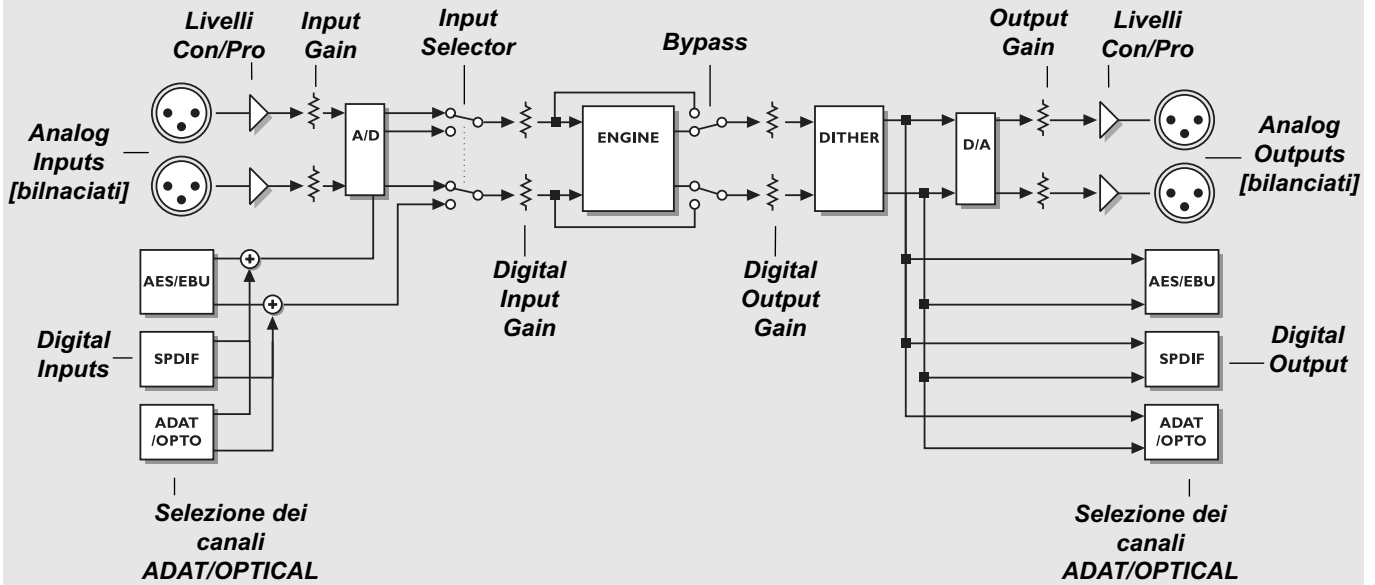 Livelli
Con/Pro
Input
Gain
Input
Selector
Bypass
Output
Gain
Livelli
Con/Pro
Analog
Inputs
[bilnaciati]
A/D
ENGINE
DITHER
D/A
Analog
Outputs
[bilanciati]
Digital
Input
Gain
Digital
Output
Gain
Digital
Inputs
AES/EBU
SPDIF
ADAT
/OPTO
AES/EBU
SPDIF
ADAT
/OPTO
Digital
Output
Selezione dei
canali
ADAT/OPTICAL
Selezione dei
canali
ADAT/OPTICAL